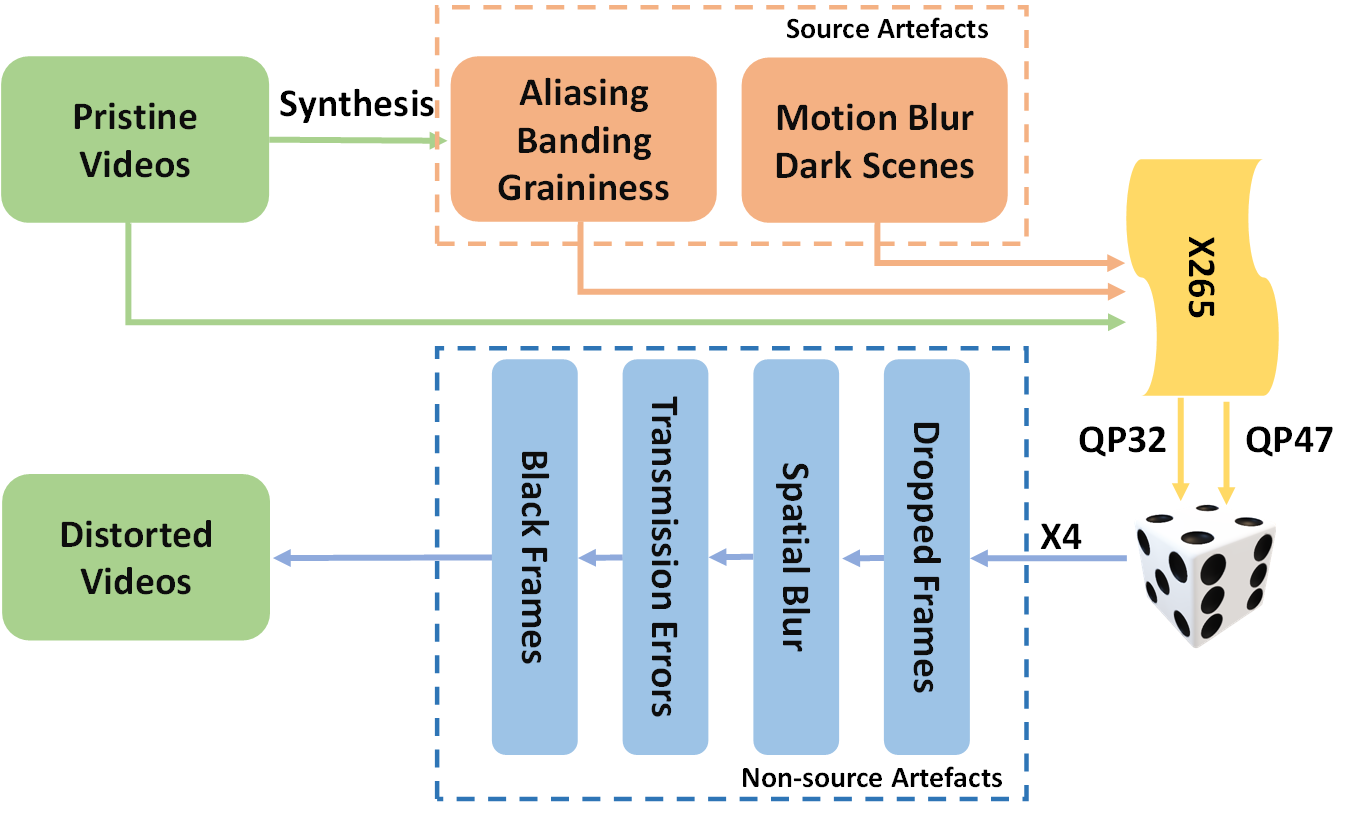 Source Artefacts
Pristine
Videos
Synthesis
Aliasing
Banding
Graininess
Motion Blur
Dark Scenes
X265
QP32
QP47
X4
Dropped Frames
Spatial Blur
Transmission Errors
Black Frames
Distorted
Videos
Non-source Artefacts